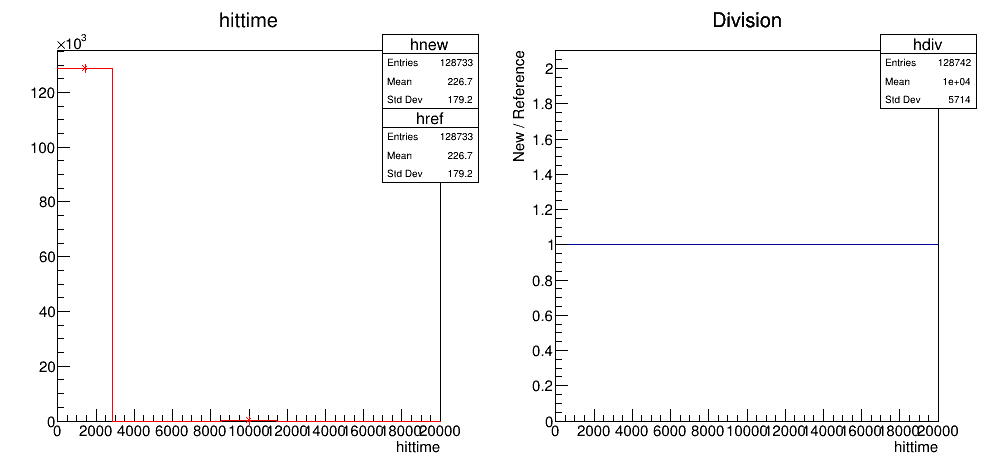 hittime
×10³
120
100
80
60
40
20
0
0 2000 4000 6000 8000 10000 12000 14000 16000 18000 20000
hittime
hnew
Entries 128733
Mean 226.7
Std Dev 179.2
href
Entries 128733
Mean 226.7
Std Dev 179.2
Division
New / Reference
2
1.8
1.6
1.4
1.2
1
0.8
0.6
0.4
0.2
0
0 2000 4000 6000 8000 10000 12000 14000 16000 18000 20000
hittime
hdiv
Entries 128742
Mean 1e+04
Std Dev 5714